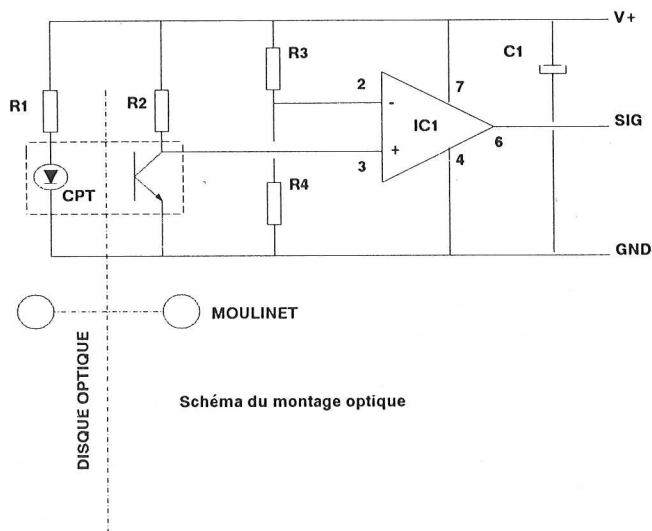 V+
R3
C1
R1
R2
2
7
-
IC1
SIG
6
+
3
4
CPT
R4
GND
MOULINET
DISQUE OPTIQUE
Schéma du montage optique